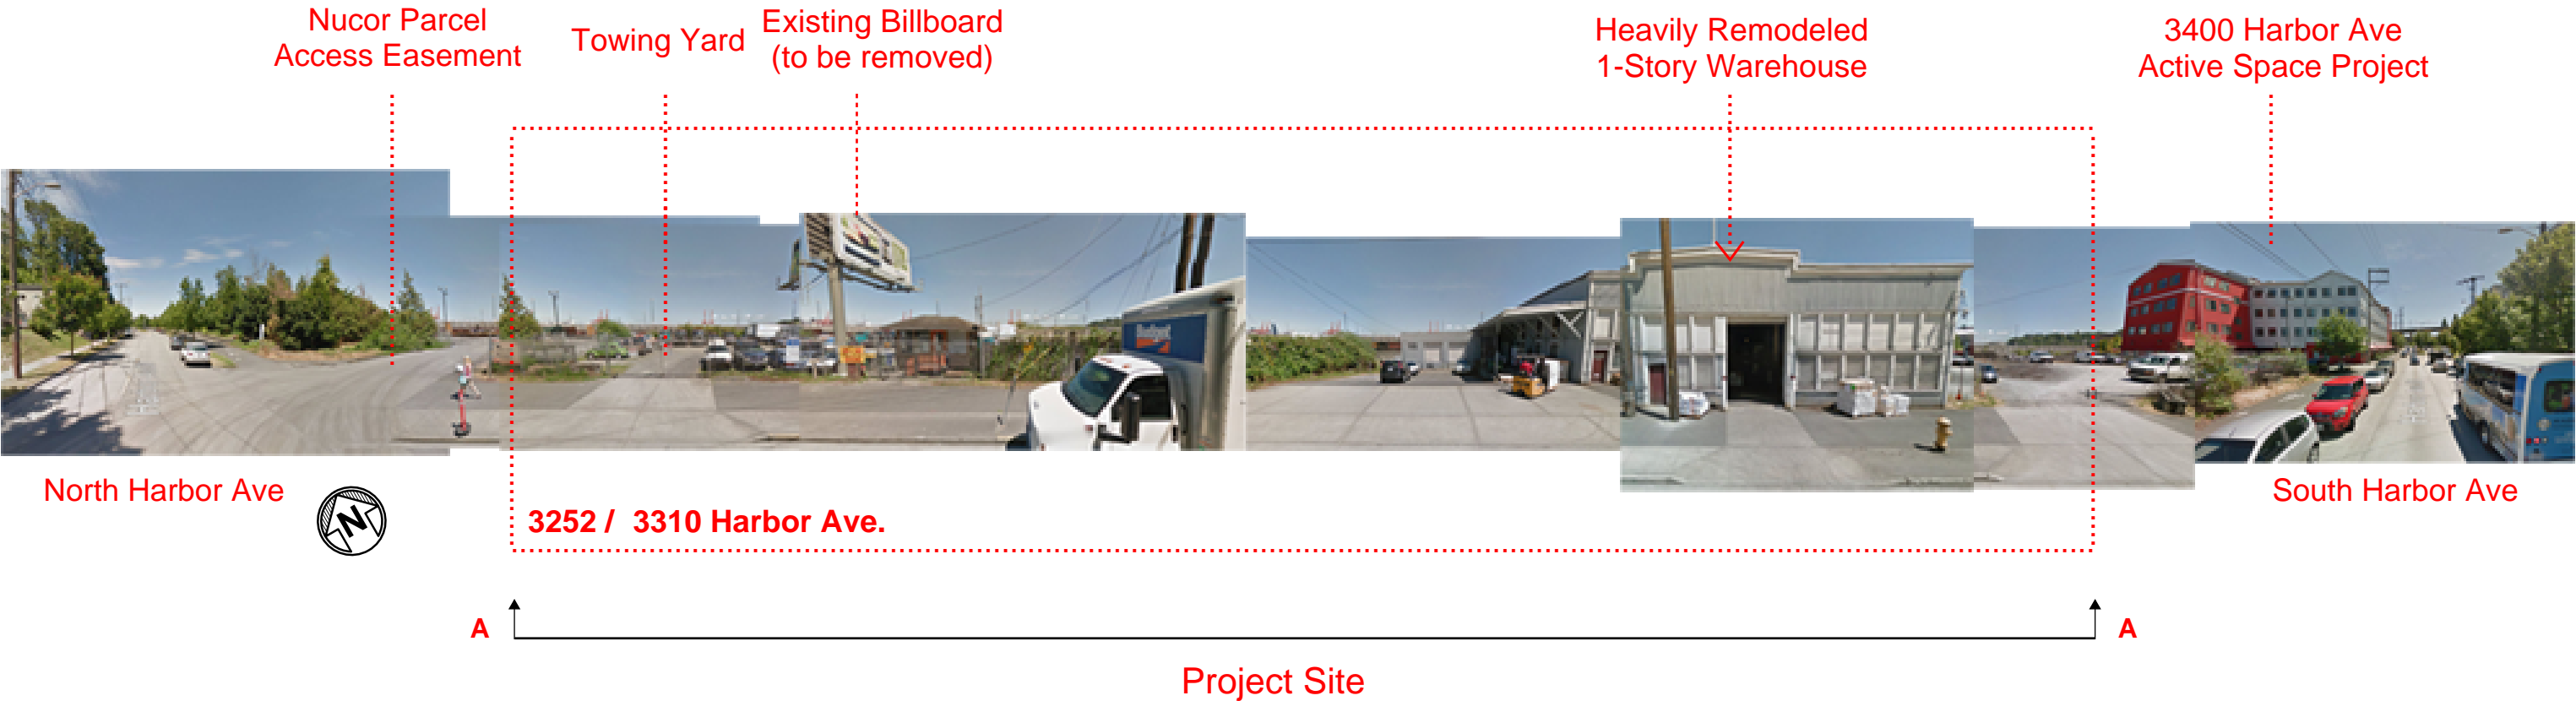 Nucor Parcel
Access Easement
Towing Yard
Existing Billboard
(to be removed)
Heavily Remodeled
1-Story Warehouse
3400 Harbor Ave
Active Space Project
Budget
North Harbor Ave
N
3252 / 3310 Harbor Ave.
South Harbor Ave
A
A
Project Site